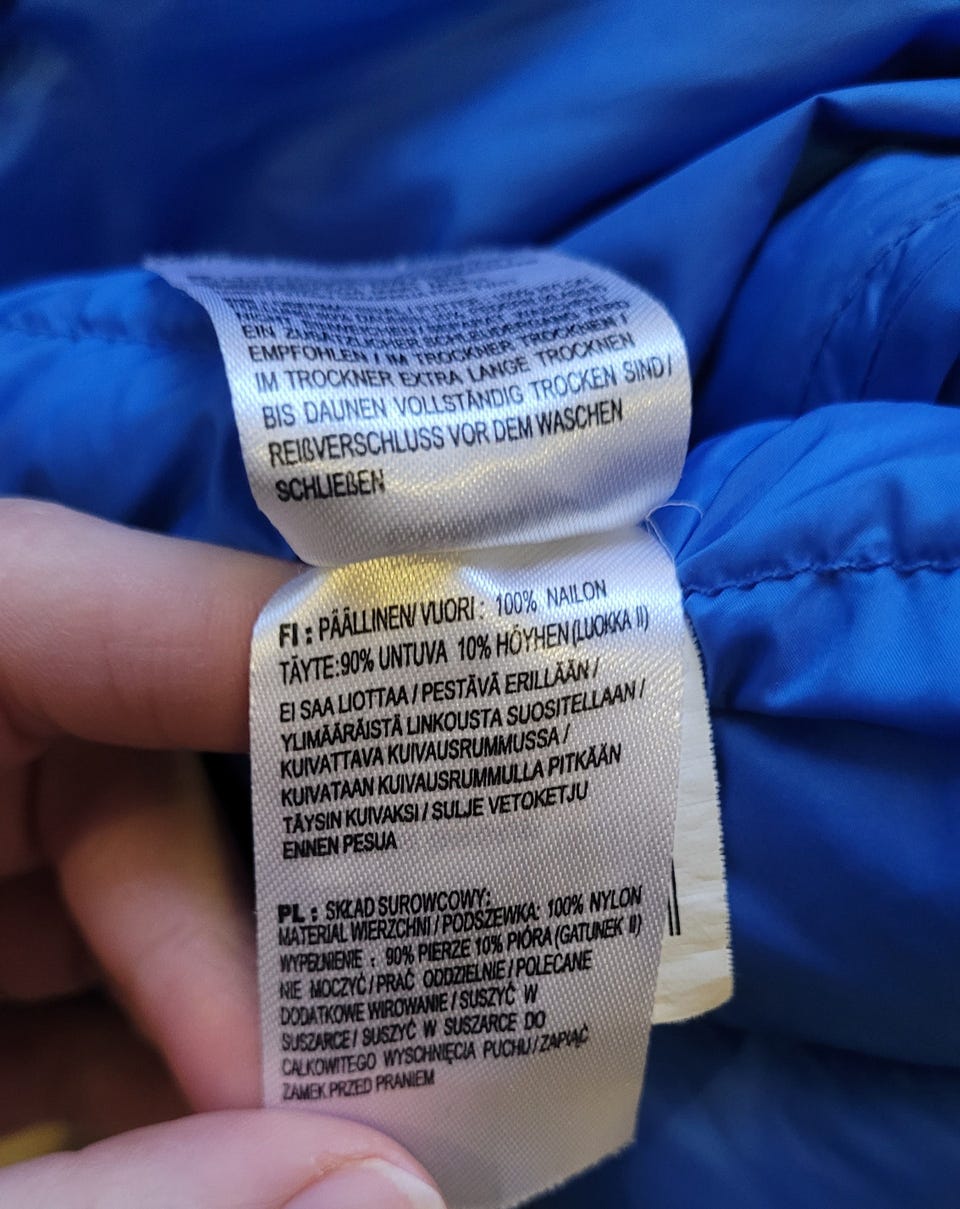 EIN ZUSÄTZLICHER SCHLEUDERGANG WIRD
EMPFOHLEN / IM TROCKNER TROCKNEN /
IM TROCKNER EXTRA LANGE TROCKNEN
BIS DAUNEN VOLLSTÄNDIG TROCKEN SIND /
REIßVERSCHLUSS VOR DEM WASCHEN
SCHLIEßEN
FI : PÄÄLLINEN/ VUORI : 100% NAILON
TÄYTE:90% UNTUVA 10% HÖYHEN (LUOKKA II)
EI SAA LIOTTAA / PESTÄVÄ ERILLÄÄN /
YLIMÄÄRÄISTÄ LINKOUSTA SUOSITELLAAN /
KUIVATTAVA KUIVAUSRUMMUSSA /
KUIVATAAN KUIVAUSRUMMULLA PITKÄÄN
TÄYSIN KUIVAKSI / SULJE VETOKETJU
ENNEN PESUA
PL : SKŁAD SUROWCOWY:
MATERIAŁ WIERZCHNI / PODSZEWKA: 100% NYLON
WYPEŁNIENIE : 90% PIERZE 10% PIÓRA (GATUNEK II)
NIE MOCZYĆ / PRAĆ ODDZIELNIE / POLECANE
DODATKOWE WIROWANIE / SUSZYĆ W
SUSZARCE / SUSZYĆ W SUSZARCE DO
CAŁKOWITEGO WYSCHNIĘCIA PUCHU / ZAPIĄĆ
ZAMEK PRZED PRANIEM